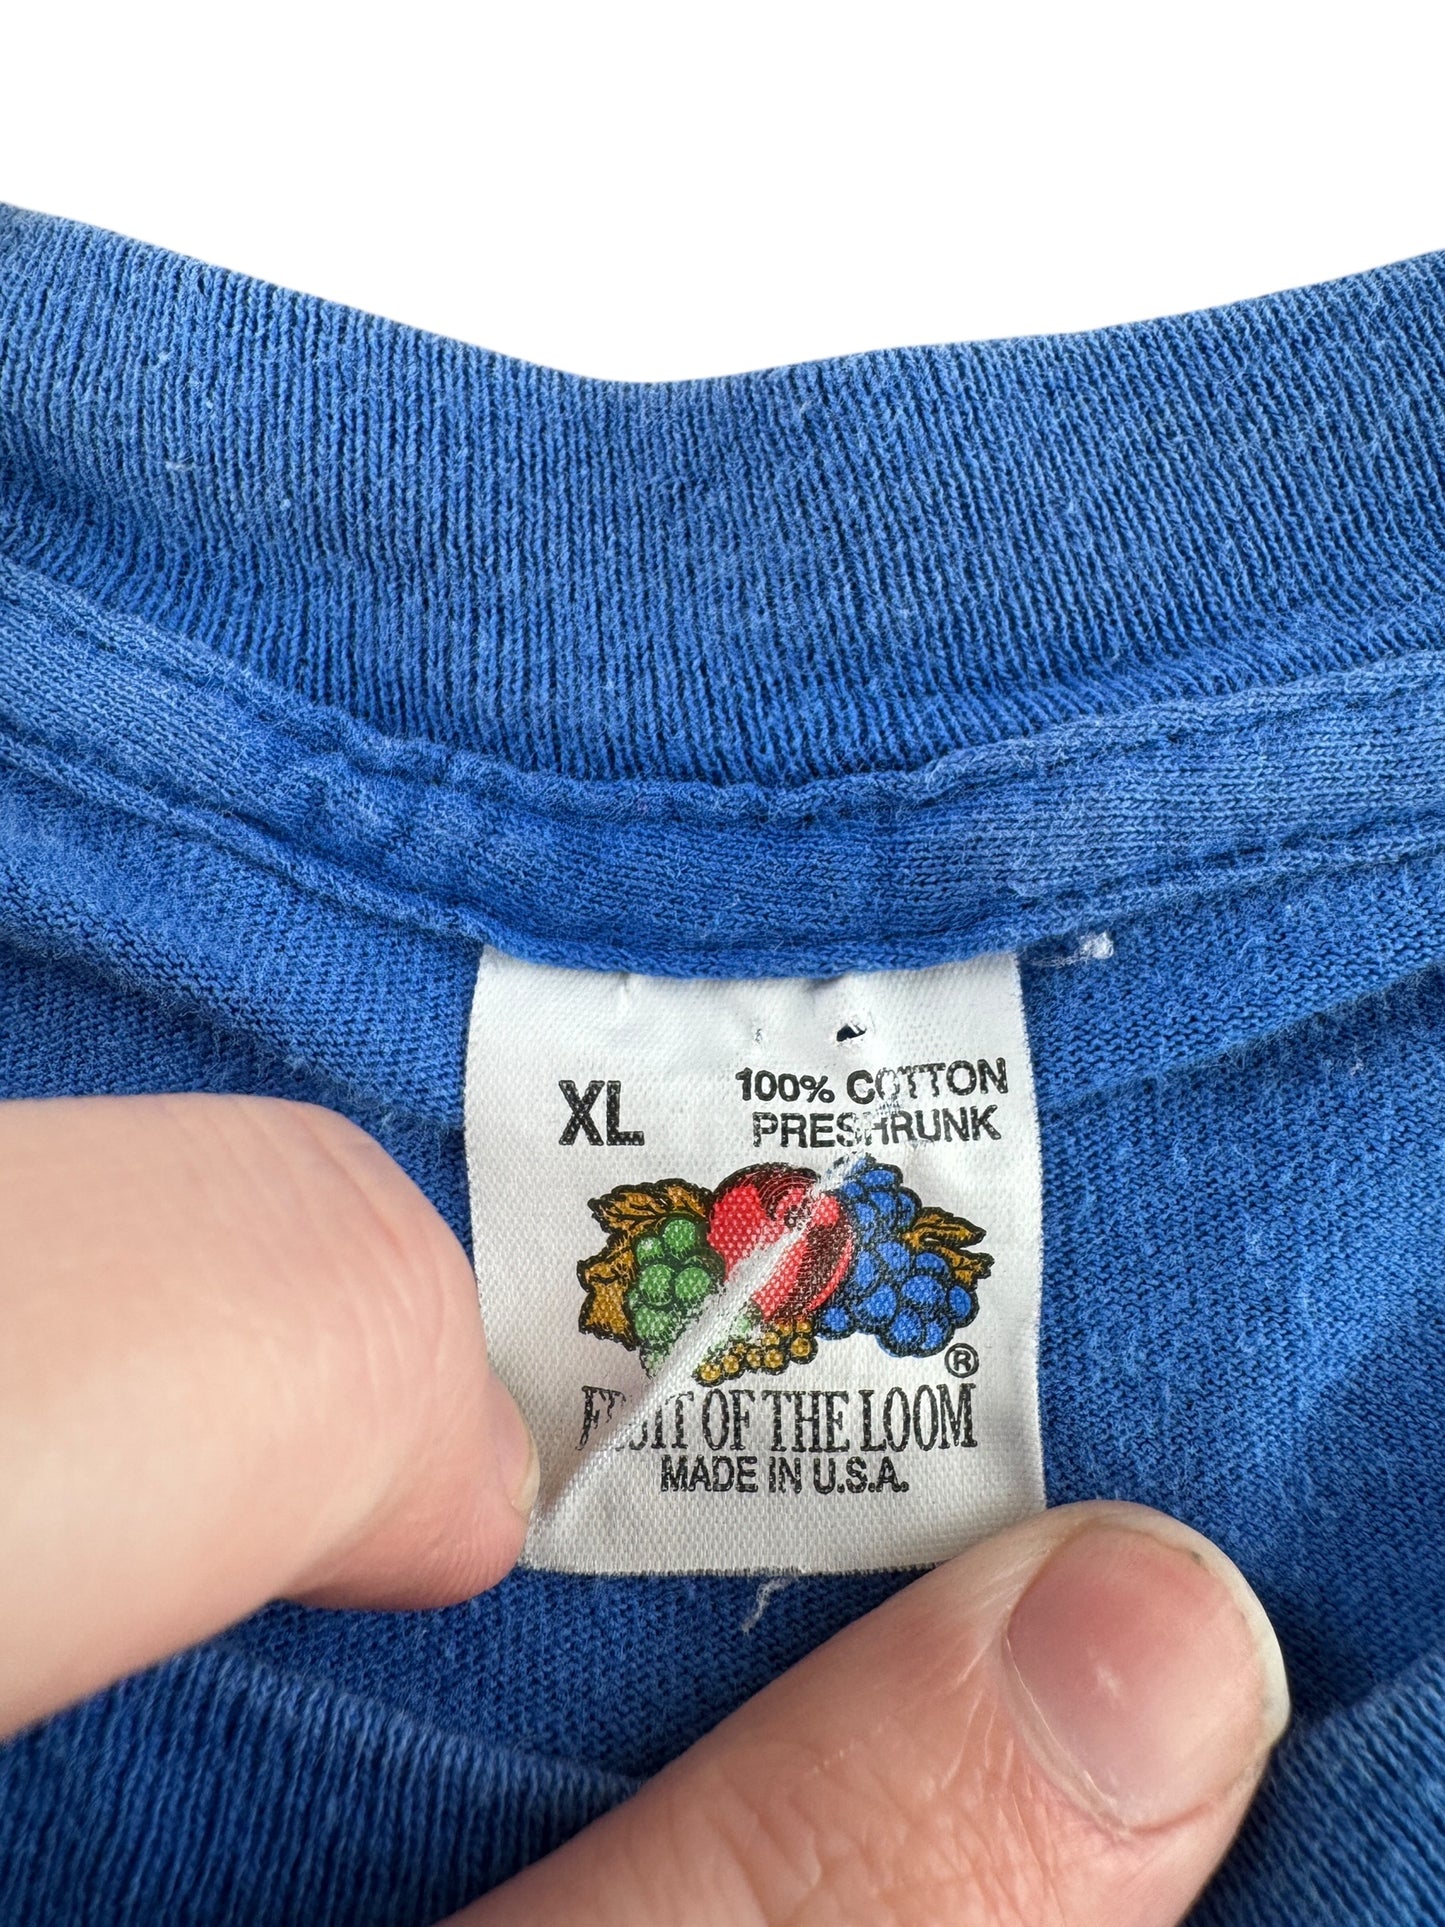 XL
100% COTTON
PRESHRUNK
®
FRUIT OF THE LOOM
MADE IN U.S.A.